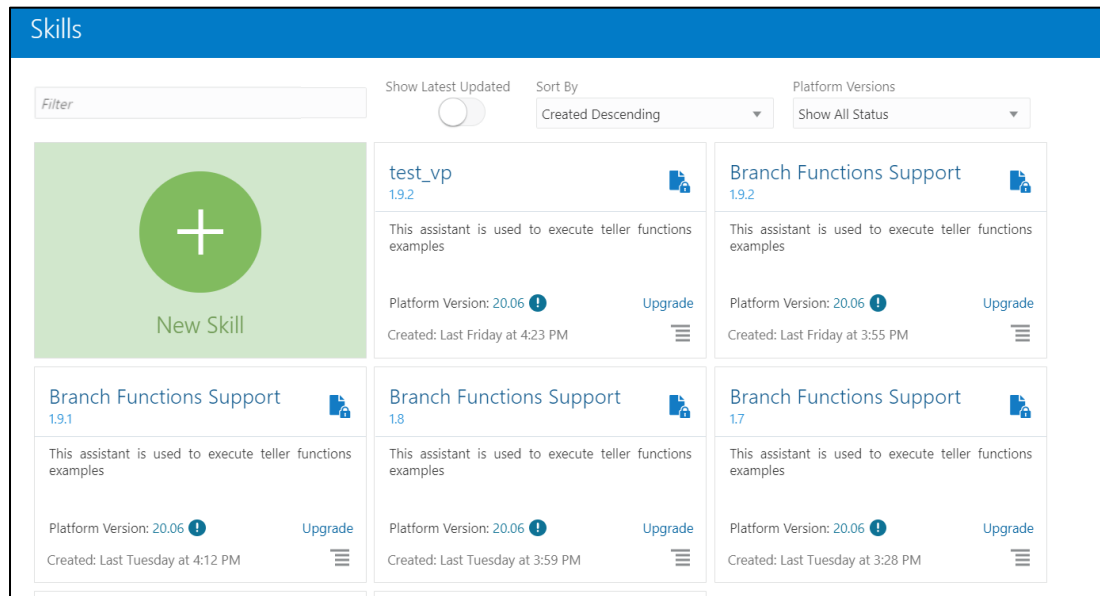 Skills
Show Latest Updated
Sort By
Platform Versions
Filter
Created Descending
Show All Status
New Skill
test_vp
1.9.2
This assistant is used to execute teller functions
examples
Platform Version: 20.06
Upgrade
Created: Last Friday at 4:23 PM
Branch Functions Support
1.9.2
This assistant is used to execute teller functions
examples
Platform Version: 20.06
Upgrade
Created: Last Friday at 3:55 PM
Branch Functions Support
1.9.1
This assistant is used to execute teller functions
examples
Platform Version: 20.06
Upgrade
Created: Last Tuesday at 4:12 PM
Branch Functions Support
1.8
This assistant is used to execute teller functions
examples
Platform Version: 20.06
Upgrade
Created: Last Tuesday at 3:59 PM
Branch Functions Support
1.7
This assistant is used to execute teller functions
examples
Platform Version: 20.06
Upgrade
Created: Last Tuesday at 3:28 PM